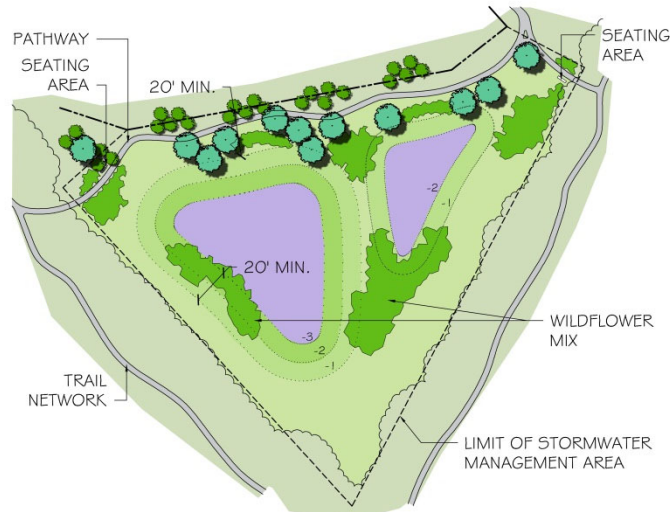 PATHWAY
SEATING
AREA
20' MIN.
SEATING
AREA
-2
-1
20' MIN.
-3
-2
-1
WILDFLOWER
MIX
TRAIL
NETWORK
LIMIT OF STORMWATER
MANAGEMENT AREA